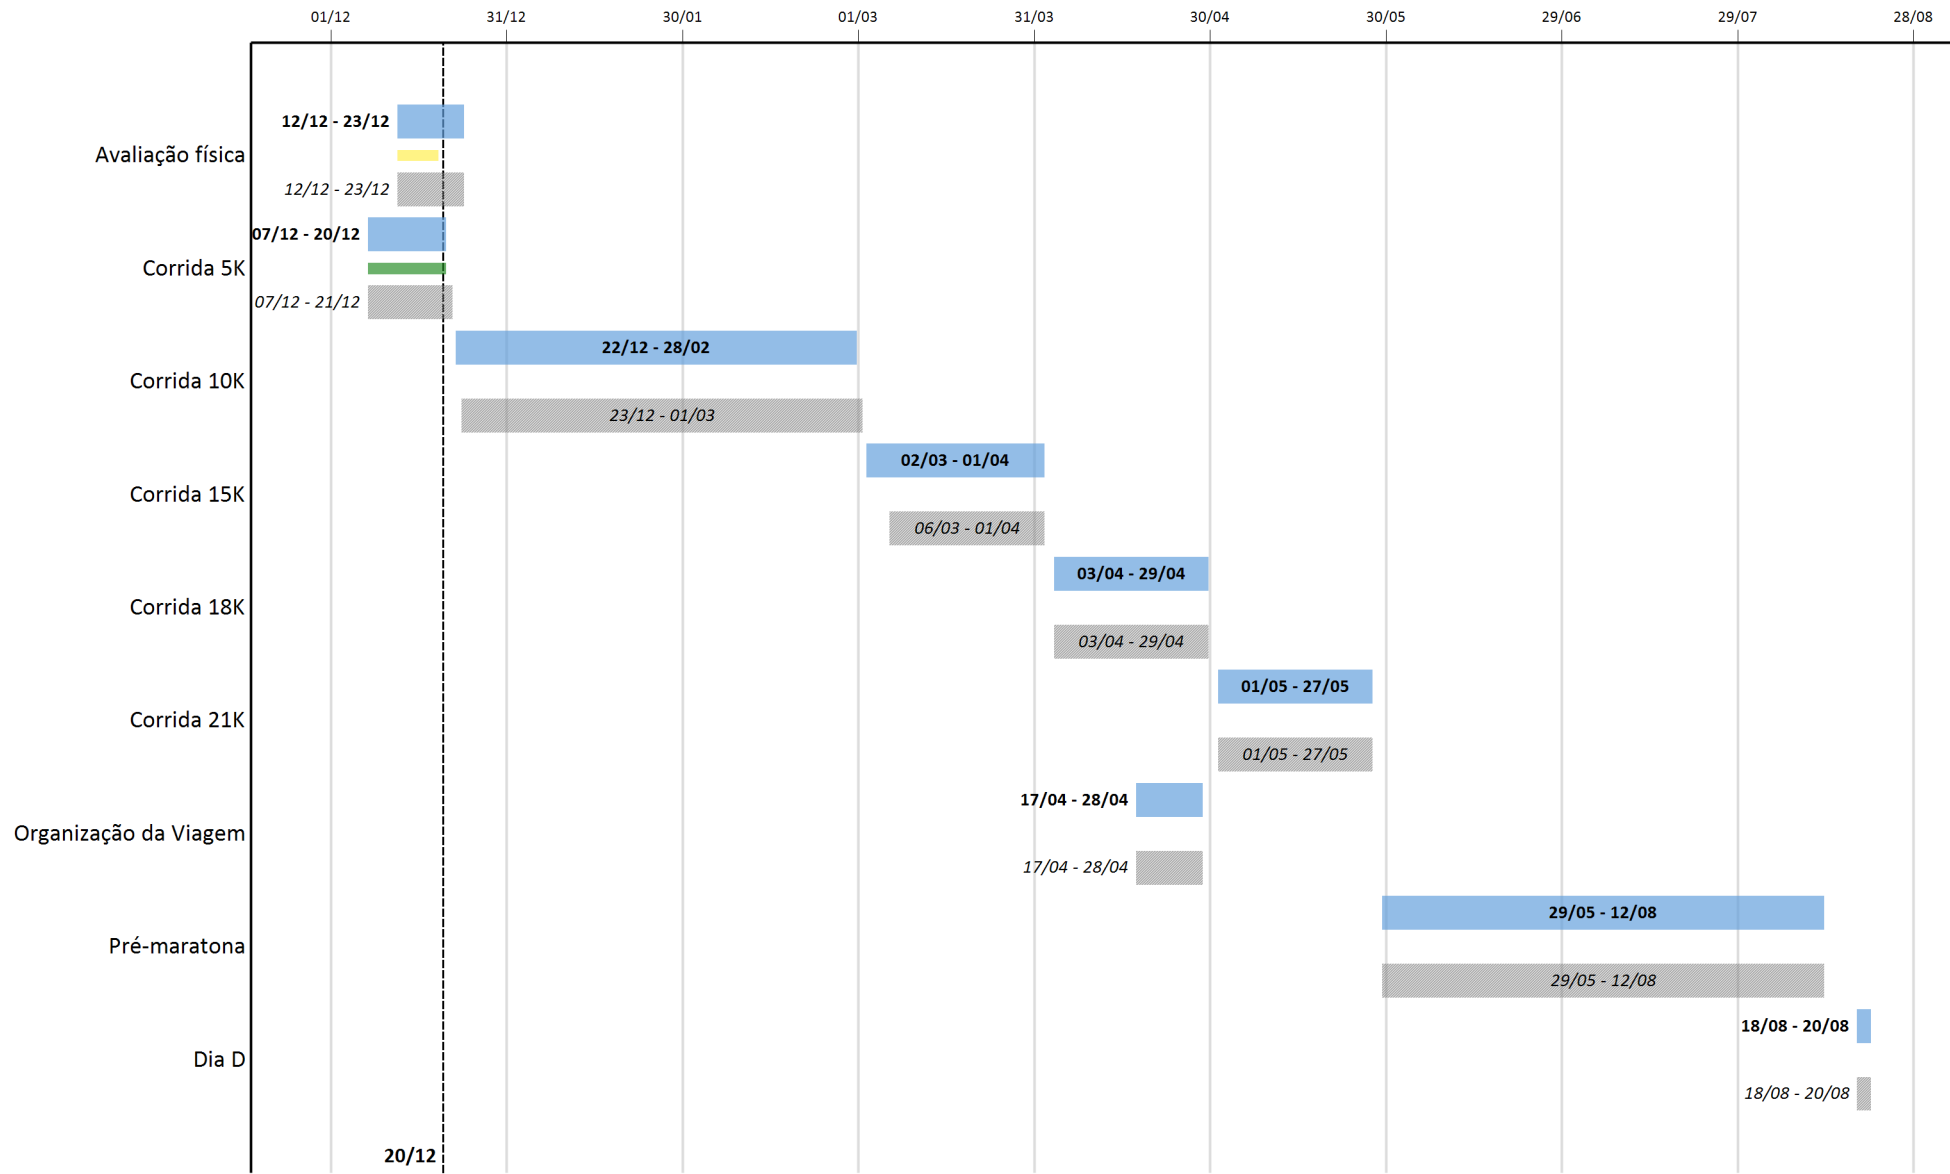 01/12 31/12 30/01 01/03 31/03 30/04 30/05 29/06 29/07 28/08
12/12 - 23/12
Avaliação física
12/12 - 23/12
07/12 - 20/12
Corrida 5K
07/12 - 21/12
22/12 - 28/02
Corrida 10K
23/12 - 01/03
02/03 - 01/04
Corrida 15K
06/03 - 01/04
03/04 - 29/04
Corrida 18K
03/04 - 29/04
01/05 - 27/05
Corrida 21K
01/05 - 27/05
17/04 - 28/04
Organização da Viagem
17/04 - 28/04
29/05 - 12/08
Pré-maratona
29/05 - 12/08
18/08 - 20/08
Dia D
18/08 - 20/08
20/12